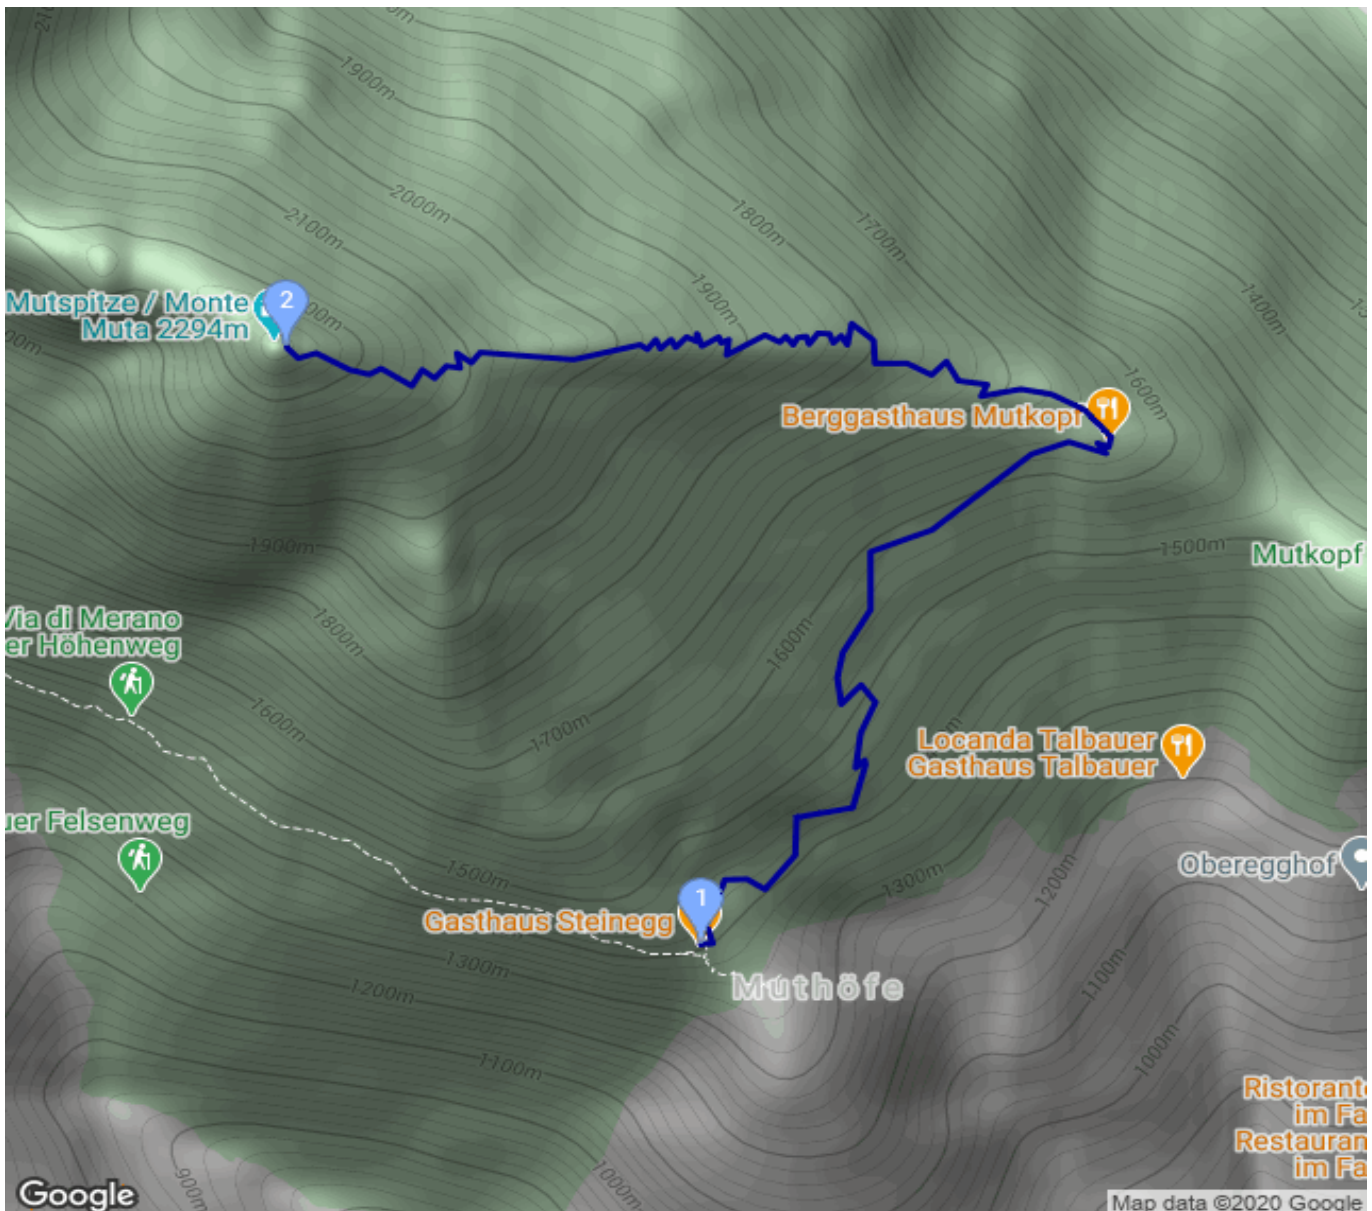 1900m
2000m
2100m
1800m
1700m
1900m
1400m
Mutspitze / Monte
Muta 2294m
2
1600m
Berggasthaus Mutkopf
1900m
1500m
Mutkopf
Via di Merano
er Höhenweg
1800m
1600m
1600m
1700m
Locanda Talbauer
Gasthaus Talbauer
uer Felsenweg
1500m
1300m
1200m
Oberegghof
1
Gasthaus Steinegg
1300m
1200m
Muthöfe
1100m
1100m
1000m
Ristorante
im Fa
Restauran
im Fa
900m
1000m
Google
Map data ©2020 Google